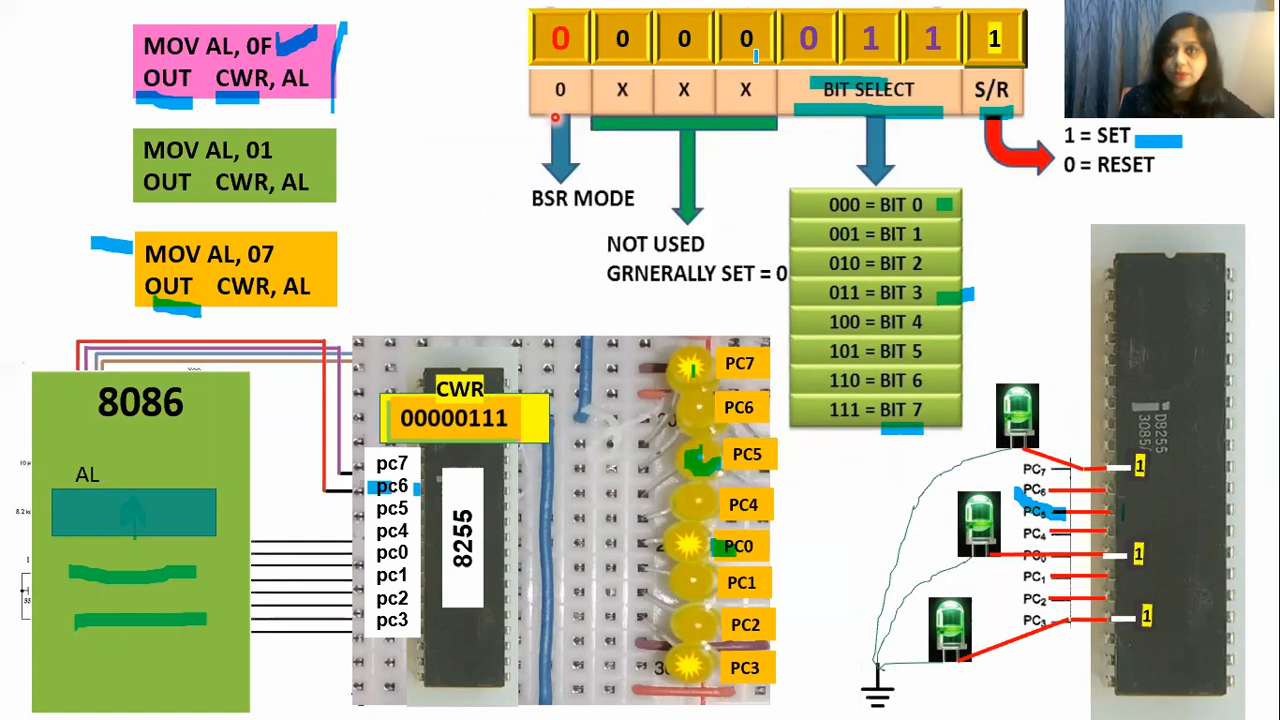 MOV AL, 0F
OUT CWR, AL
MOV AL, 01
OUT CWR, AL
MOV AL, 07
OUT CWR, AL
0 0 0 0 0 1 1 1
0 X X X BIT SELECT S/R
BSR MODE
NOT USED
GRNERALLY SET = 0
1 = SET
0 = RESET
000 = BIT 0
001 = BIT 1
010 = BIT 2
011 = BIT 3
100 = BIT 4
101 = BIT 5
110 = BIT 6
111 = BIT 7
8086
AL
CWR
00000111
pc7
pc6
pc5
pc4
pc0
pc1
pc2
pc3
8255
PC7
PC6
PC5
PC4
PC0
PC1
PC2
PC3
PC7 1
PC6
PC5
PC4
P₀ 1
PC1
PC2
PC3 1
D8255
3085